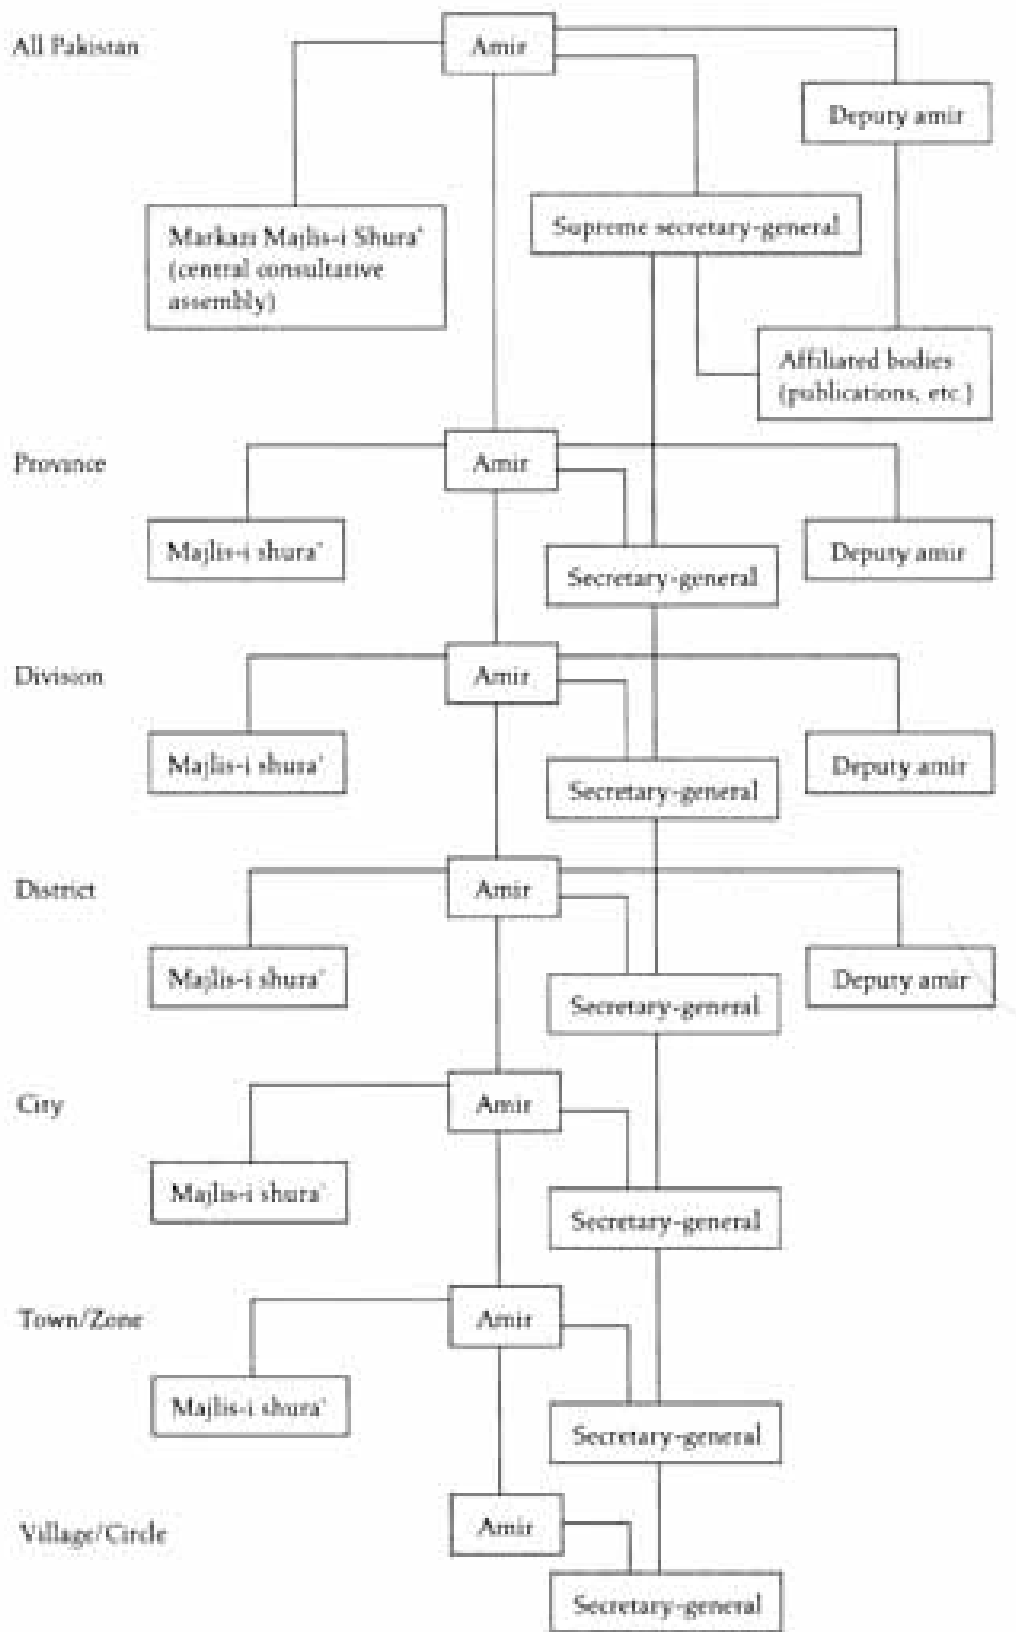 All Pakistan
Amir
Deputy amir
Markazi Majlis-i Shura'
(central consultative
assembly)
Supreme secretary-general
Affiliated bodies
(publications, etc.)
Province
Amir
Majlis-i shura'
Secretary-general
Deputy amir
Division
Amir
Majlis-i shura'
Secretary-general
Deputy amir
District
Amir
Majlis-i shura'
Secretary-general
Deputy amir
City
Amir
Majlis-i shura'
Secretary-general
Town/Zone
Amir
Majlis-i shura'
Secretary-general
Village/Circle
Amir
Secretary-general